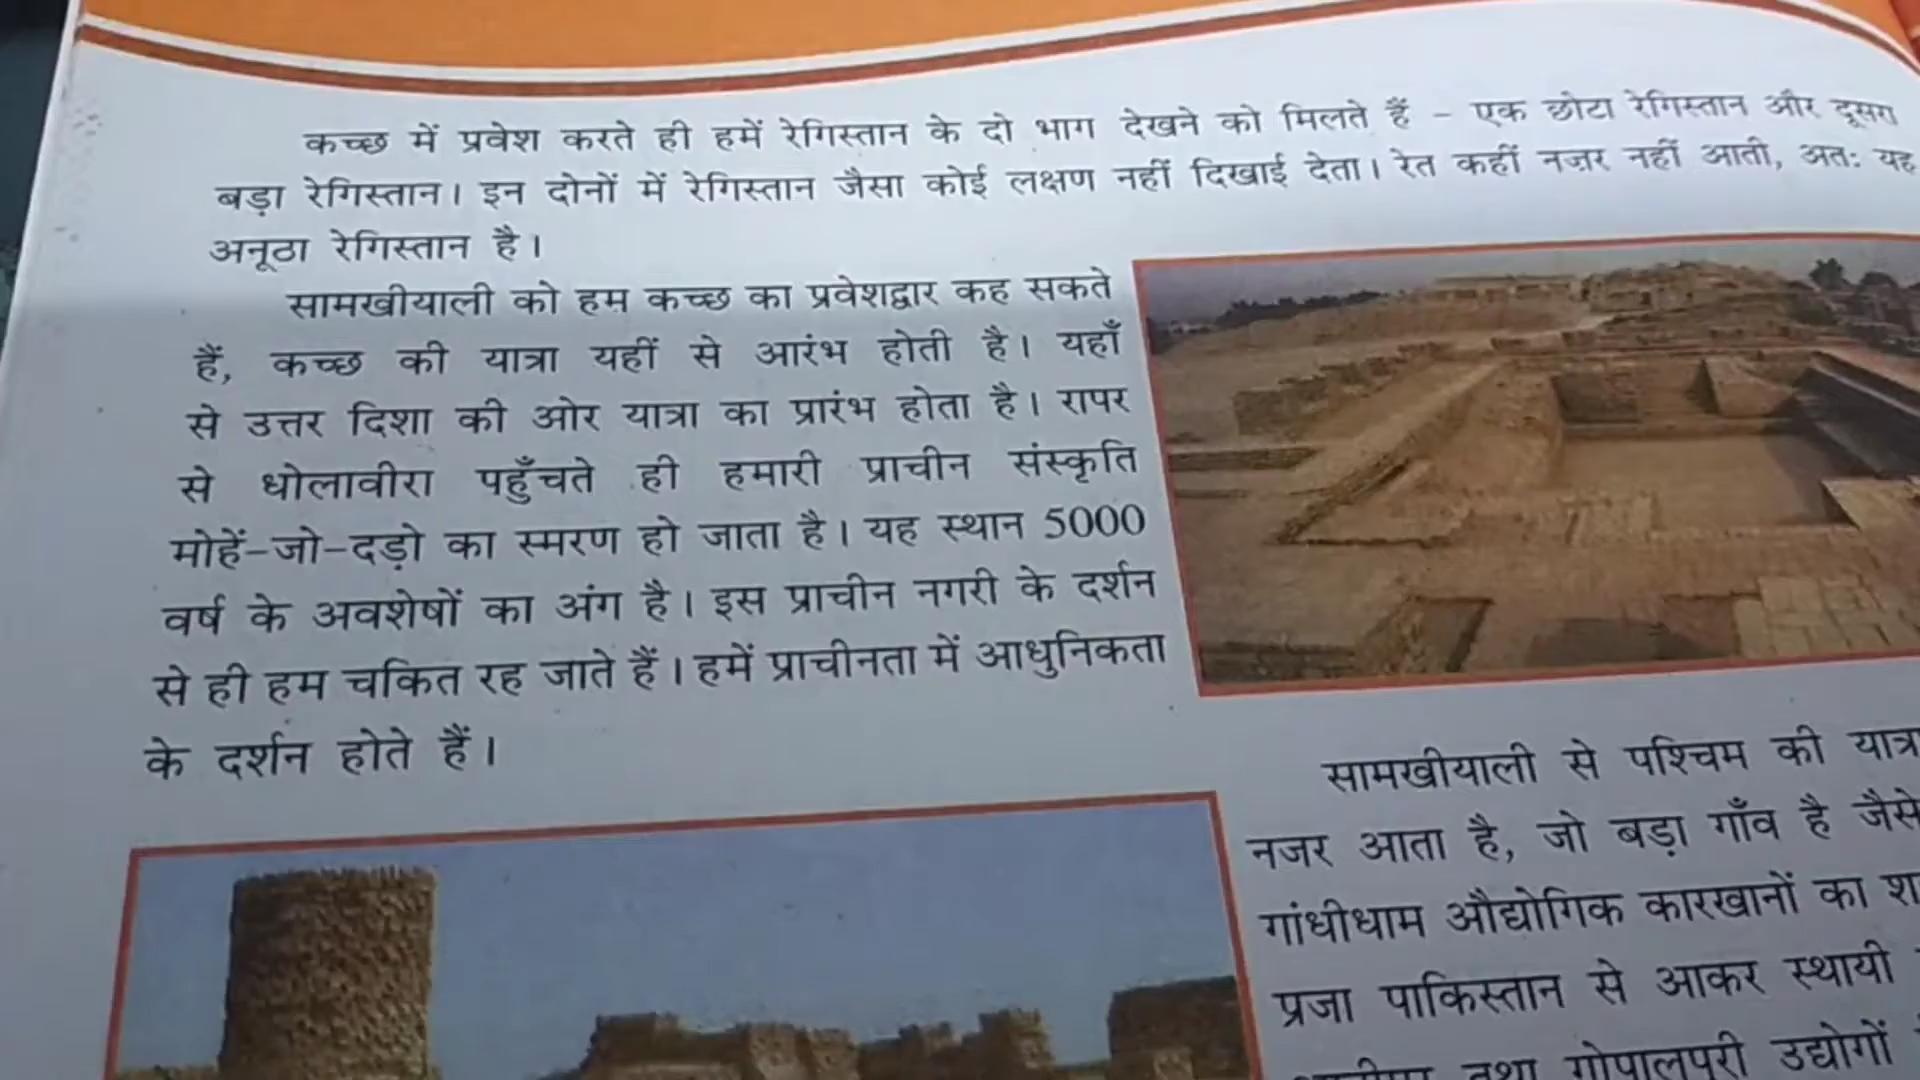 कच्छ में प्रवेश करते ही हमें रेगिस्तान के दो भाग देखने को मिलते हैं - एक छोटा रेगिस्तान और दूसरा
बड़ा रेगिस्तान। इन दोनों में रेगिस्तान जैसा कोई लक्षण नहीं दिखाई देता। रेत कहीं नज़र नहीं आती, अतः यह
अनूठा रेगिस्तान है।
सामखीयाली को हम कच्छ का प्रवेशद्वार कह सकते
हैं, कच्छ की यात्रा यहीं से आरंभ होती है। यहाँ
से उत्तर दिशा की ओर यात्रा का प्रारंभ होता है। रापर
से धोलावीरा पहुँचते ही हमारी प्राचीन संस्कृति
मोहें-जो-दड़ो का स्मरण हो जाता है। यह स्थान 5000
वर्ष के अवशेषों का अंग है। इस प्राचीन नगरी के दर्शन
से ही हम चकित रह जाते हैं। हमें प्राचीनता में आधुनिकता
के दर्शन होते हैं।
सामखीयाली से पश्चिम की
नजर आता है, जो बड़ा गाँव है जैसे
गांधीधाम औद्योगिक कारखानों का
प्रजा पाकिस्तान से आकर स्थायी
तथा गोपालपुरी उद्योगों